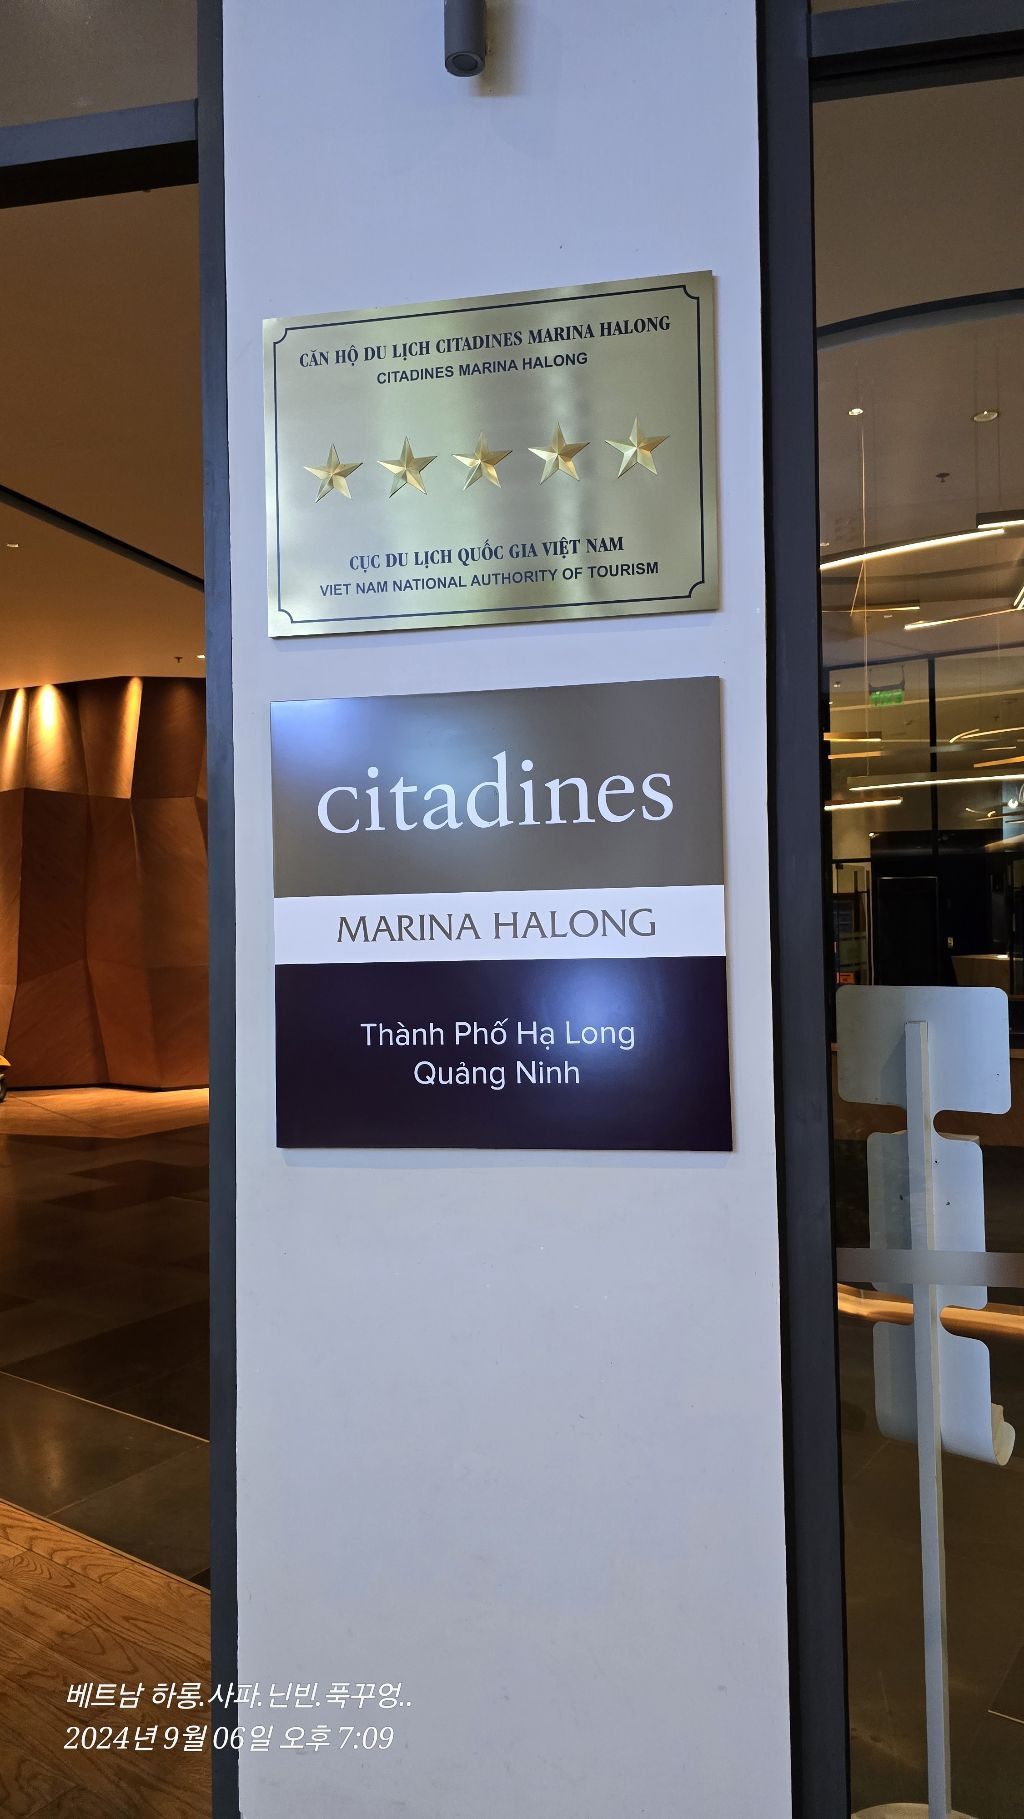 CĂN HỘ DU LỊCH CITADINES MARINA HALONG
CITADINES MARINA HALONG
CỤC DU LỊCH QUỐC GIA VIỆT NAM
VIET NAM NATIONAL AUTHORITY OF TOURISM
citadines
MARINA HALONG
Thành Phố Hạ Long
Quảng Ninh
베트남 하롱.사파.닌빈.푹꾸엉..
2024년 9월 06일 오후 7:09